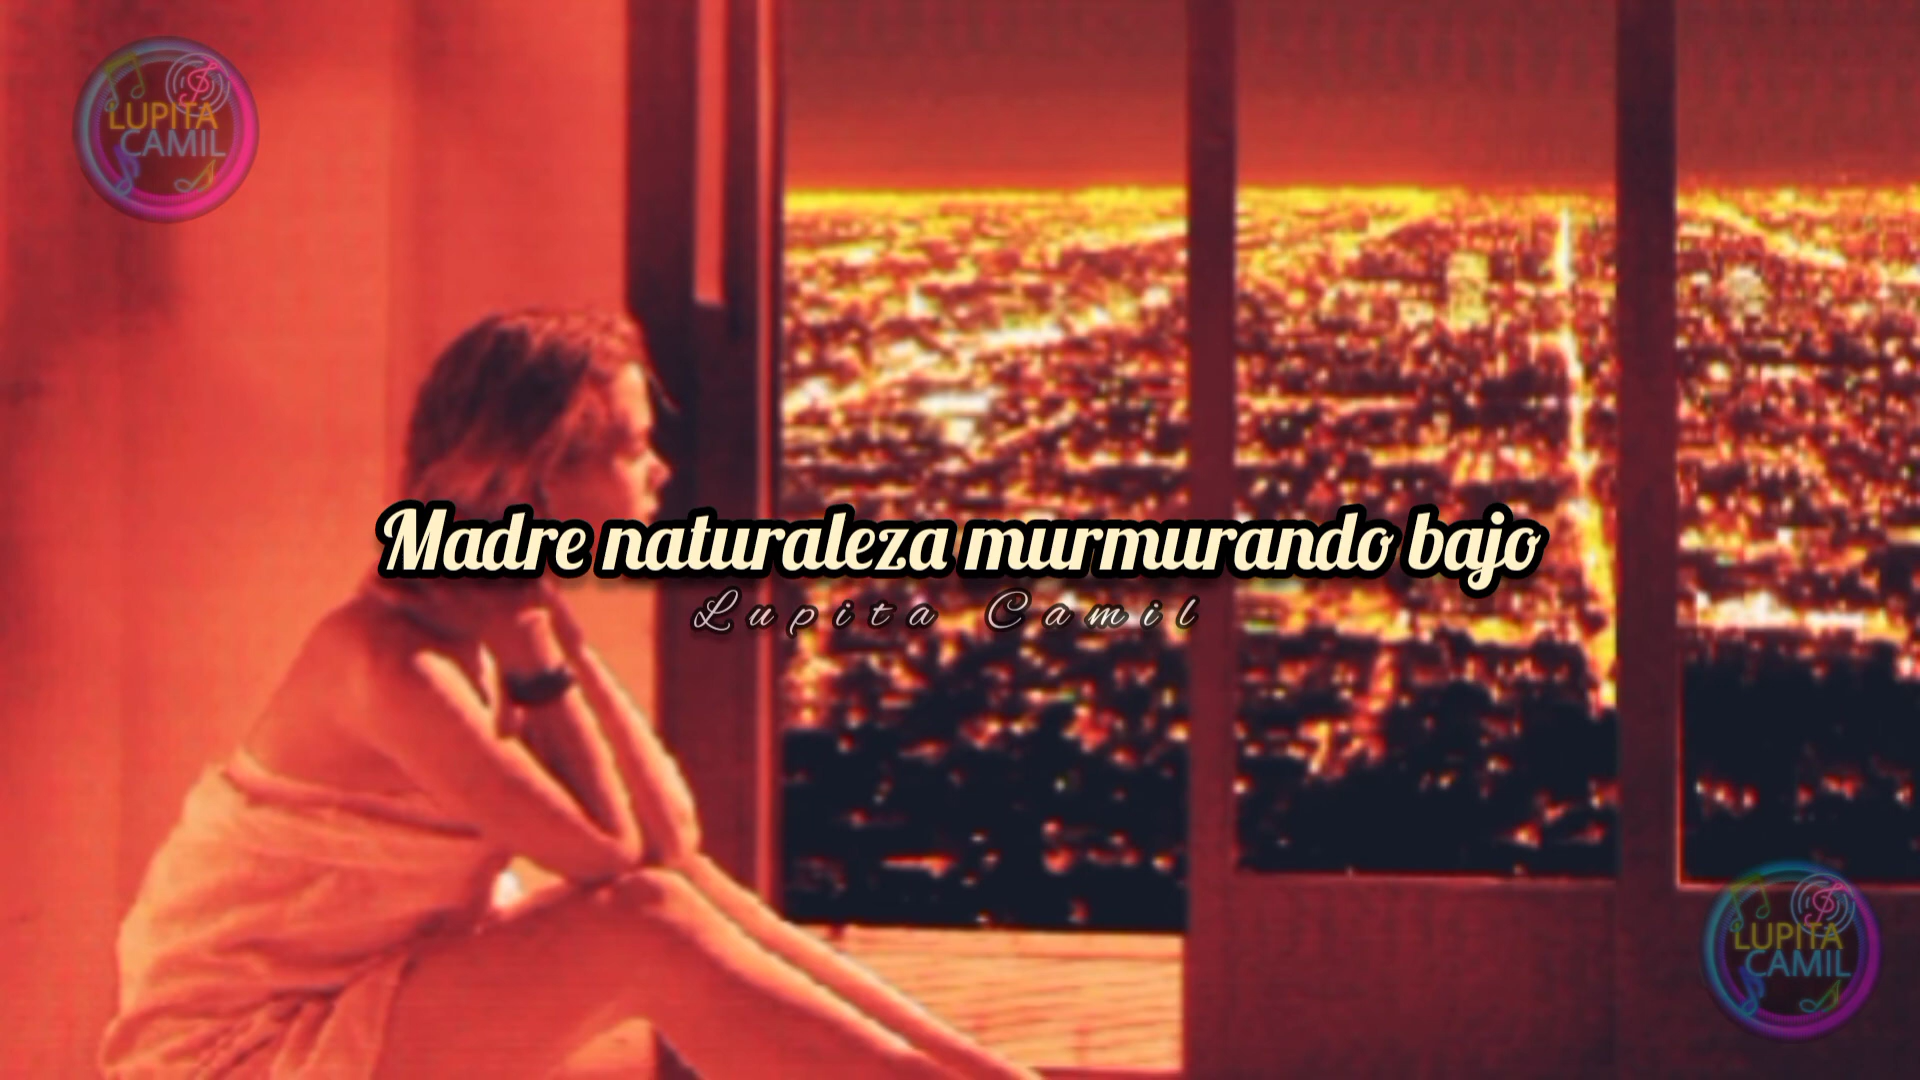 LUPITA
CAMIL
Madre naturaleza murmurando bajo
Lupita Camil
LUPITA
CAMIL